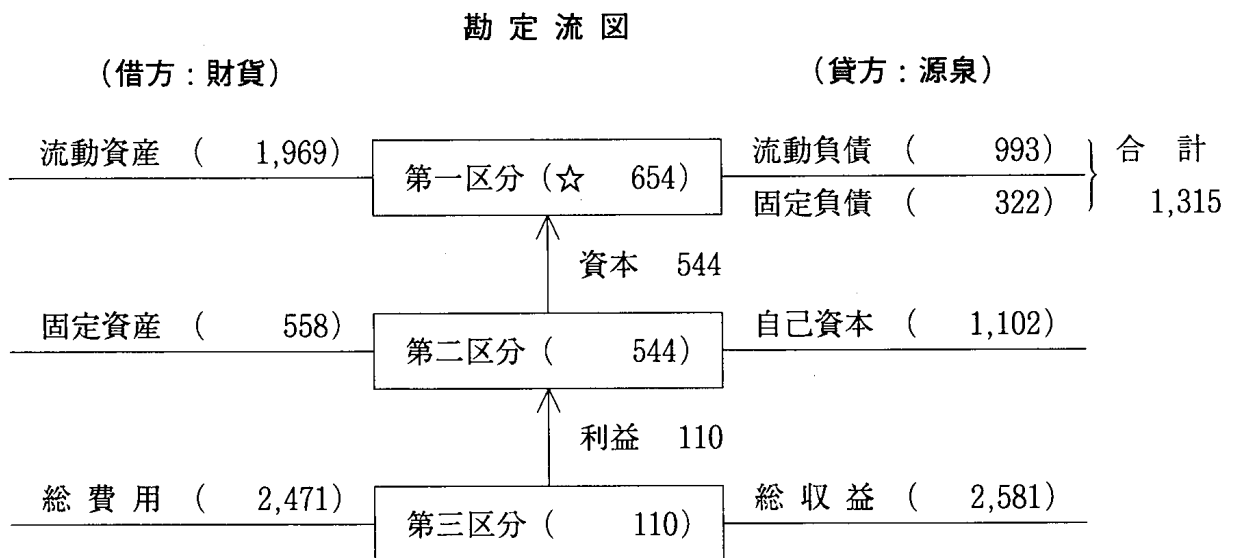 勘定流図
(借方:財貨) (貸方:源泉)
流動資産 ( 1,969) 第一区分(☆ 654) 流動負債 ( 993) 合計
固定負債 ( 322) 1,315
資本 544
固定資産 ( 558) 第二区分( 544) 自己資本 ( 1,102)
利益 110
総費用 ( 2,471) 第三区分( 110) 総収益 ( 2,581)